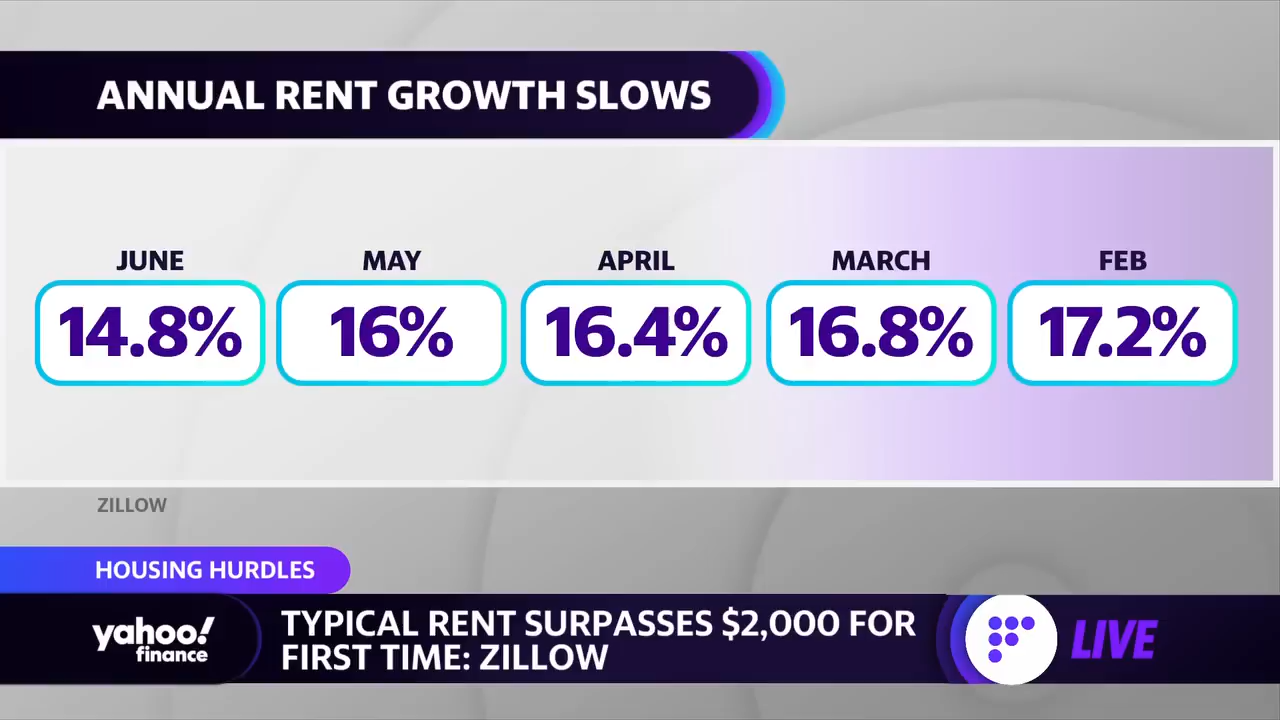 ANNUAL RENT GROWTH SLOWS
JUNE MAY APRIL MARCH FEB
14.8% 16% 16.4% 16.8% 17.2%
ZILLOW
HOUSING HURDLES
yahoo!
finance
TYPICAL RENT SURPASSES $2,000 FOR
FIRST TIME: ZILLOW
LIVE